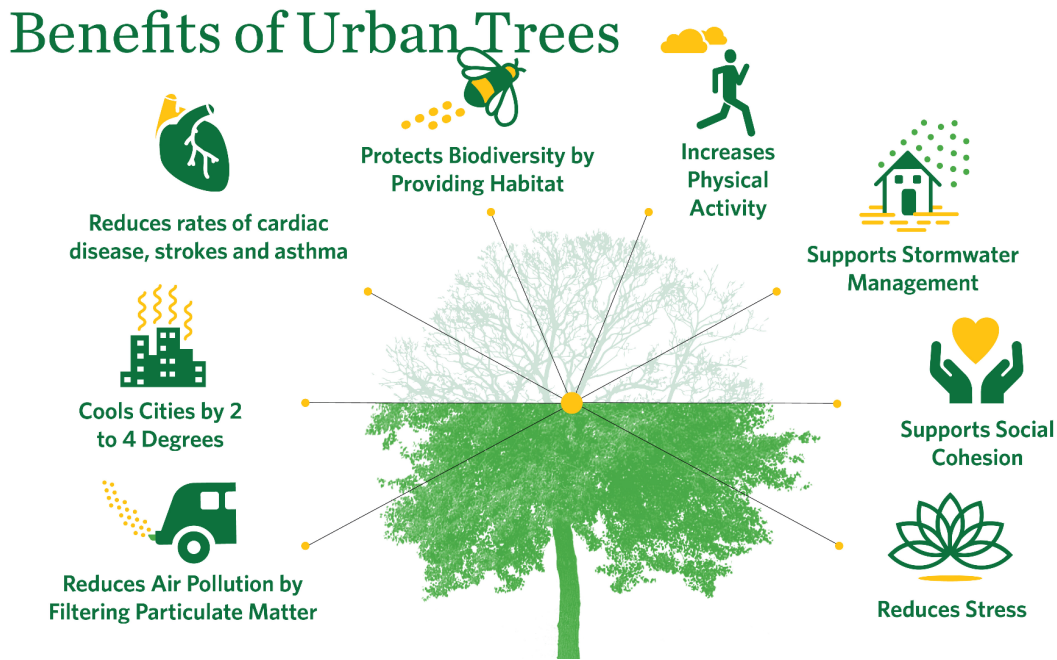 Benefits of Urban Trees
Reduces rates of cardiac
disease, strokes and asthma
Protects Biodiversity by
Providing Habitat
Increases
Physical
Activity
Supports Stormwater
Management
Cools Cities by 2
to 4 Degrees
Supports Social
Cohesion
Reduces Air Pollution by
Filtering Particulate Matter
Reduces Stress